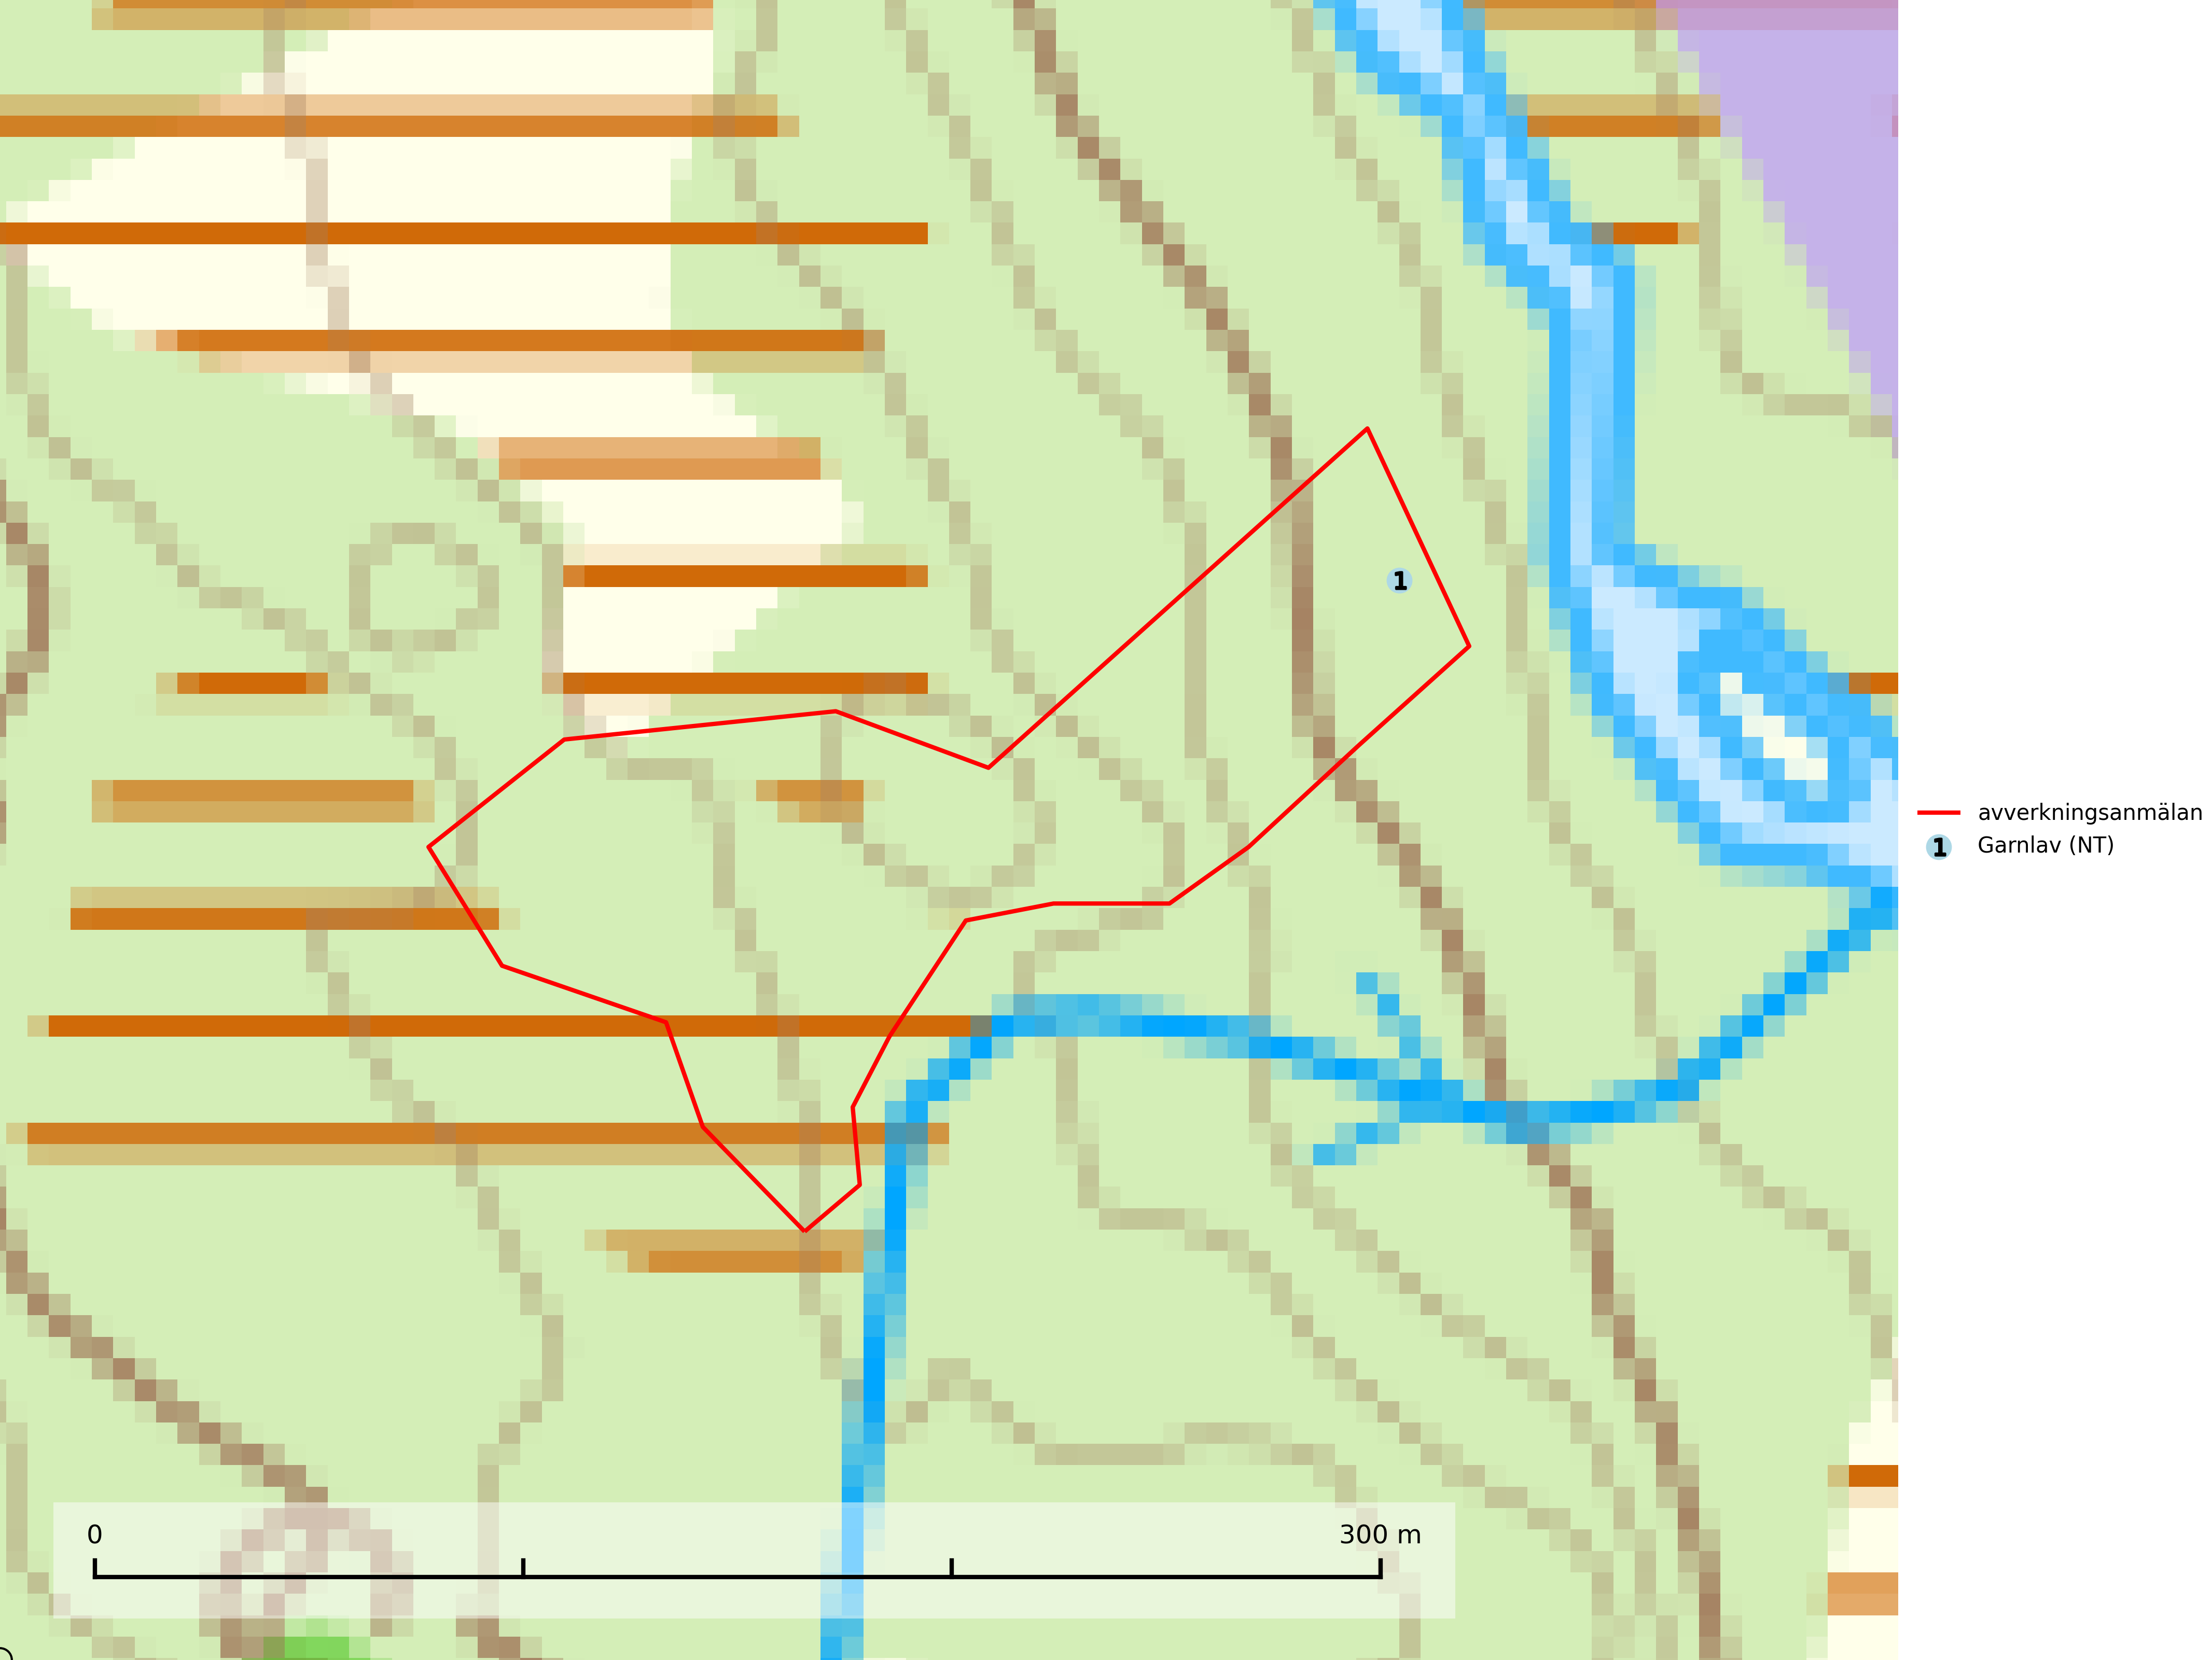 1
avverkningsanmälan
1 Garnlav (NT)
0 300 m